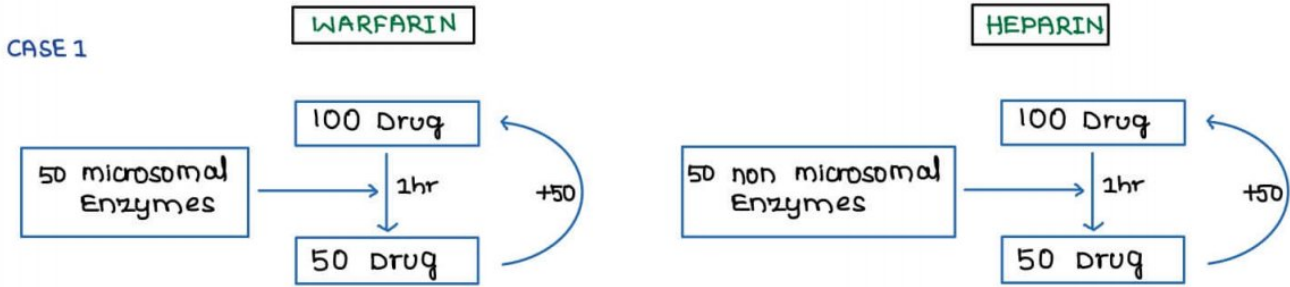 WARFARIN
HEPARIN
CASE 1
100 Drug
50 microsomal
Enzymes
1hr
+50
50 Drug
100 Drug
50 non microsomal
Enzymes
1hr
+50
50 Drug